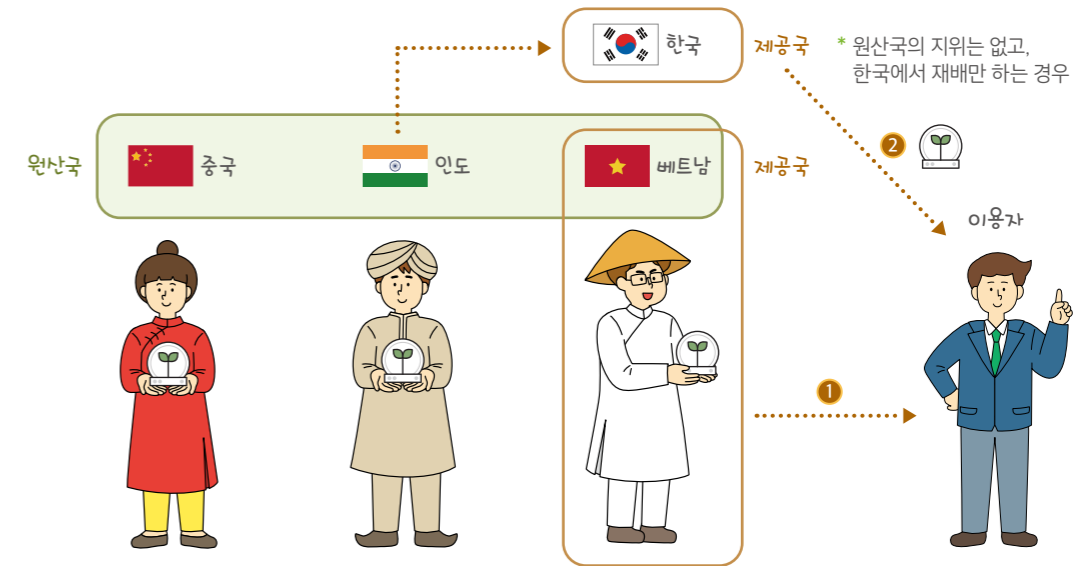 한국
제공국
* 원산국의 지위는 없고,
한국에서 재배만 하는 경우
원산국
중국
인도
베트남
제공국
2
이용자
1